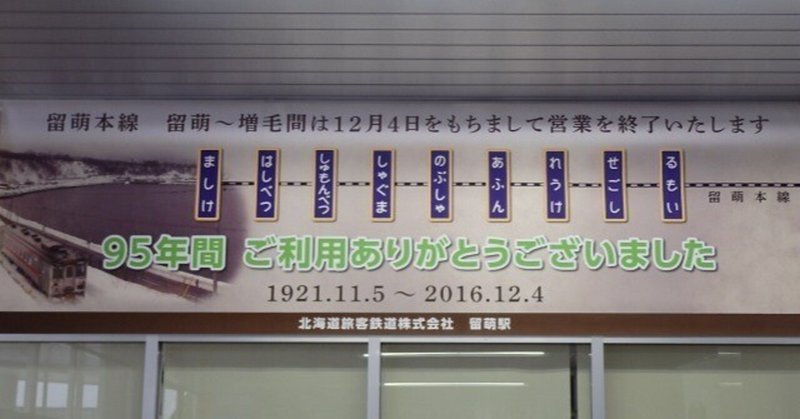 留萌本線　留萌～増毛間は12月4日をもちまして営業を終了いたします
ましけ
はしべつ
しゅもんべつ
しゃぐま
のぶしゃ
あふん
れうけ
せごし
るもい
留萌本線
95年間 ご利用ありがとうございました
1921.11.5～2016.12.4
北海道旅客鉄道株式会社　留萌駅